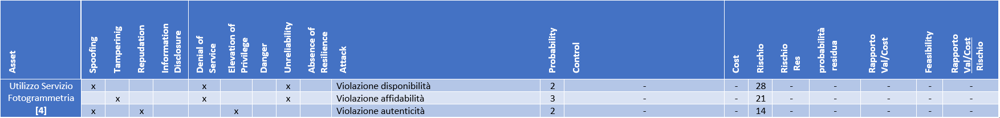 Asset
Spoofing
Tamperinig
Repudation
Information
Disclosure
Denial of
Service
Elevation of
Privilege
Danger
Unreliability
Absence of
Resilience
Attack
Probability
Control
Cost
Rischio
Rischio
Res
probabilità
residua
Rapporto
Val/Cost
Feasibility
Rapporto
Val/Cost
Rischio
Utilizzo Servizio
Fotogrammetria
[4]
x x x Violazione disponibilità 2 - - 28 - - - - -
x x x Violazione affidabilità 3 - - 21 - - - - -
x x x Violazione autenticità 2 - - 14 - - - - -